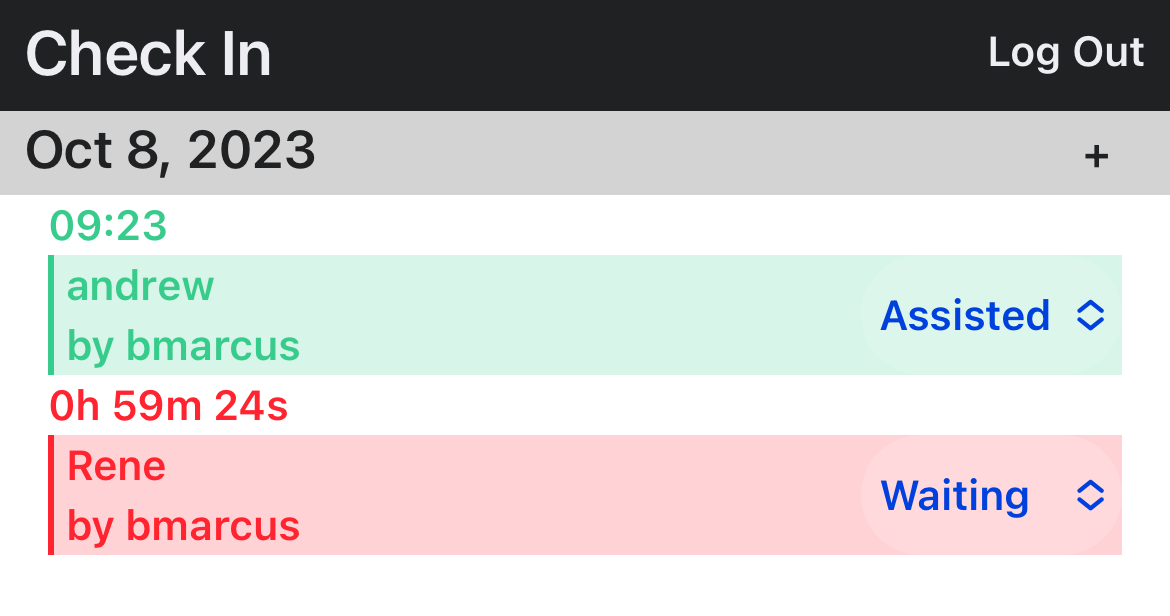 Check In
Log Out
Oct 8, 2023
+
09:23
andrew
by bmarcus
Assisted
0h 59m 24s
Rene
by bmarcus
Waiting